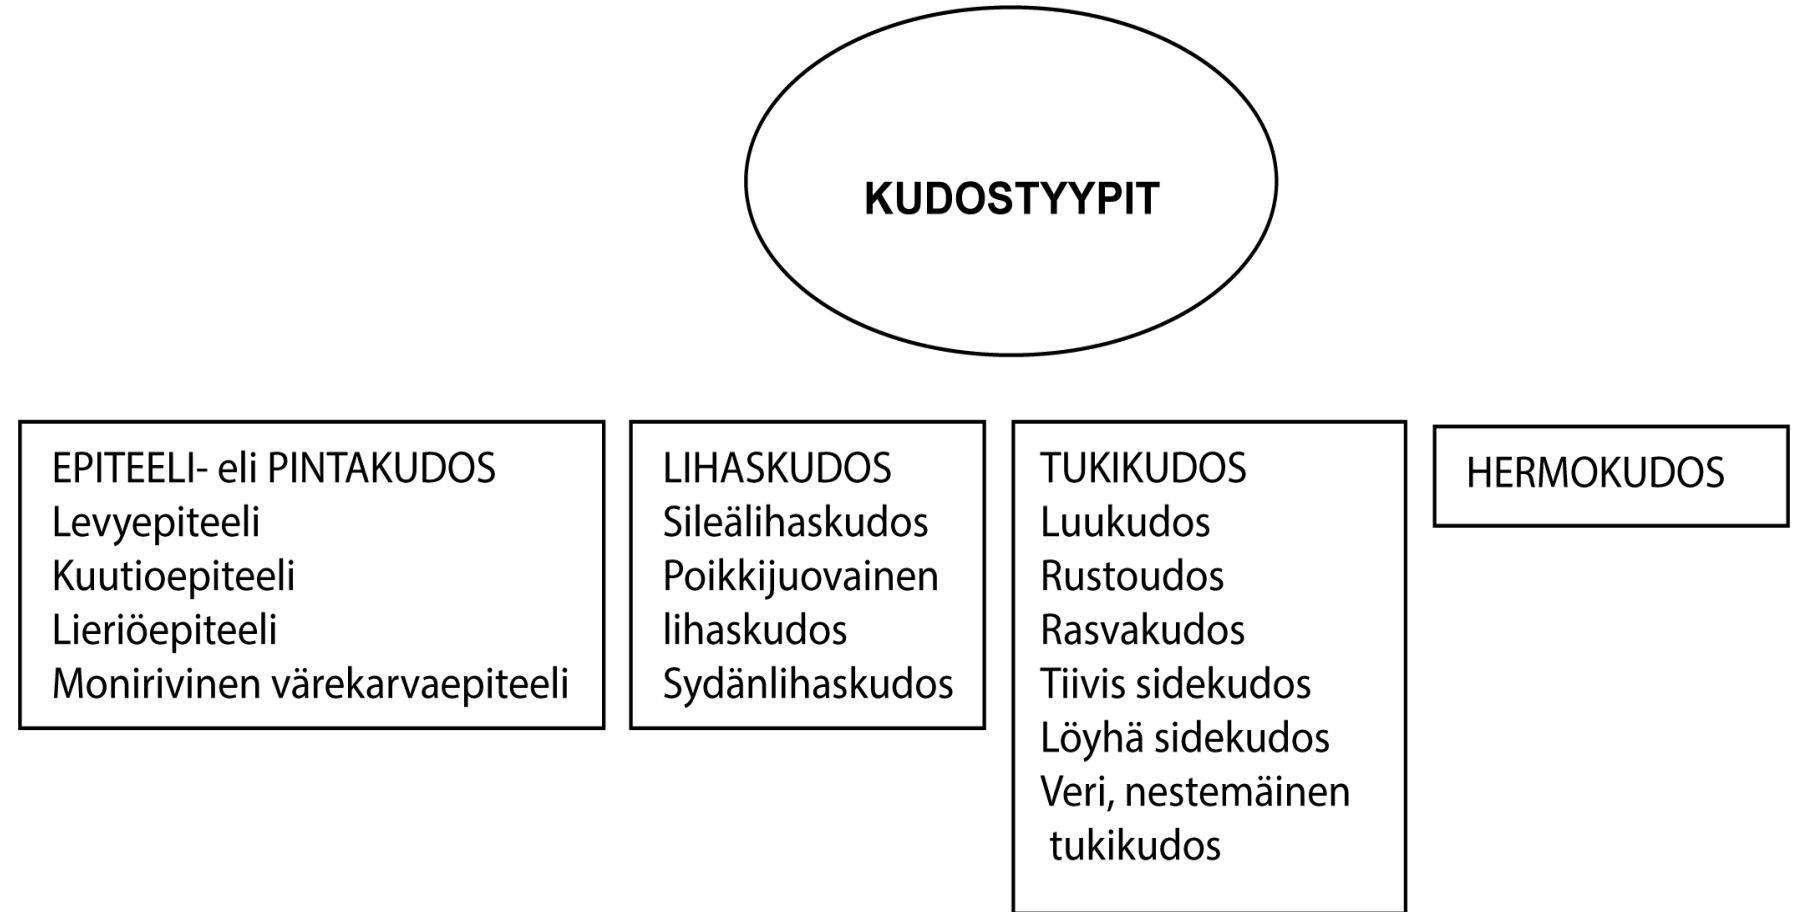 KUDOSTYYPIT
EPITEELI- eli PINTAKUDOS
Levyepiteeli
Kuutioepiteeli
Lieriöepiteeli
Monirivinen värekarvaepiteeli
LIHASKUDOS
Sileälihaskudos
Poikkijuovainen
lihaskudos
Sydänlihaskudos
TUKIKUDOS
Luukudos
Rustoudos
Rasvakudos
Tiivis sidekudos
Löyhä sidekudos
Veri, nestemäinen
tukikudos
HERMOKUDOS